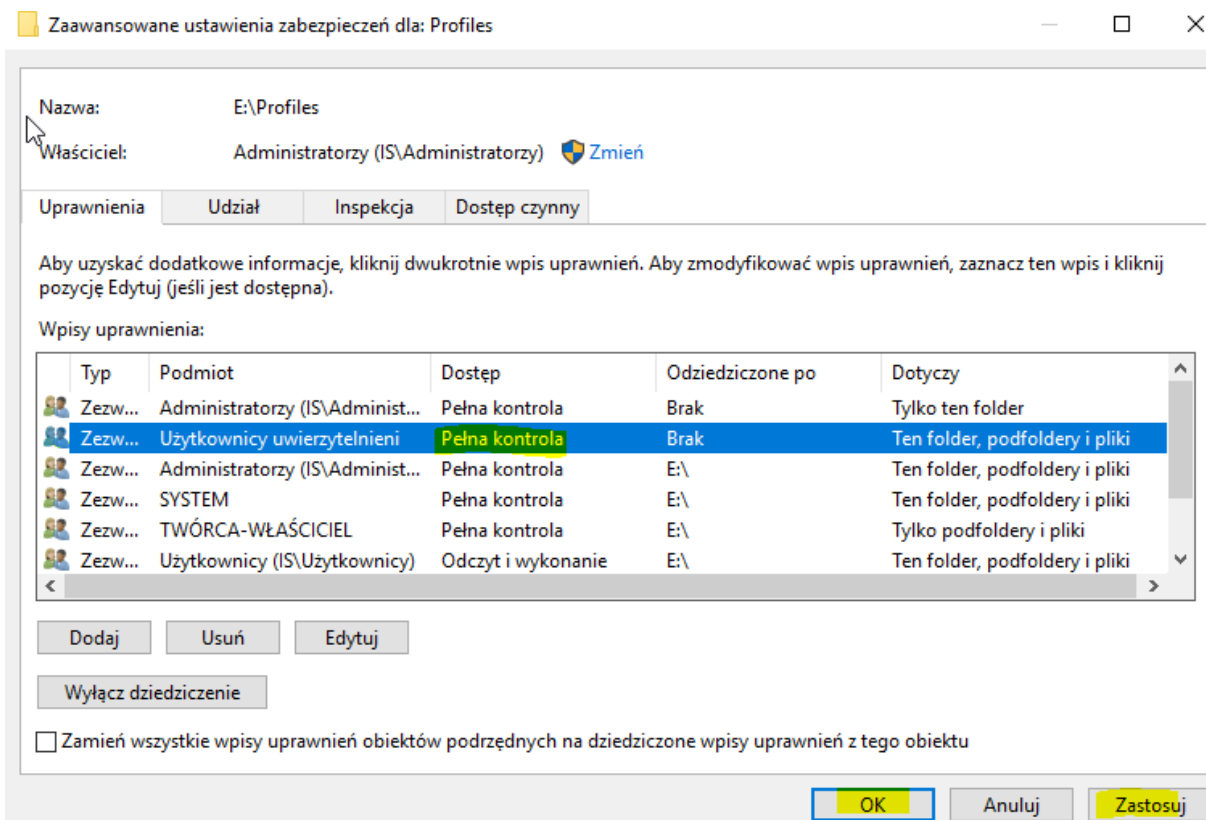 Zaawansowane ustawienia zabezpieczeń dla: Profiles
Nazwa: E:\Profiles
Właściciel: Administratorzy (IS\Administratorzy) Zmień
Uprawnienia Udział Inspekcja Dostęp czynny
Aby uzyskać dodatkowe informacje, kliknij dwukrotnie wpis uprawnień. Aby zmodyfikować wpis uprawnień, zaznacz ten wpis i kliknij
pozycję Edytuj (jeśli jest dostępna).
Wpisy uprawnienia:
Typ Podmiot Dostęp Odziedziczone po Dotyczy
Zezw... Administratorzy (IS\Administ... Pełna kontrola Brak Tylko ten folder
Zezw... Użytkownicy uwierzytelnieni Pełna kontrola Brak Ten folder, podfoldery i pliki
Zezw... Administratorzy (IS\Administ... Pełna kontrola E:\ Ten folder, podfoldery i pliki
Zezw... SYSTEM Pełna kontrola E:\ Ten folder, podfoldery i pliki
Zezw... TWÓRCA-WŁAŚCICIEL Pełna kontrola E:\ Tylko podfoldery i pliki
Zezw... Użytkownicy (IS\Użytkownicy) Odczyt i wykonanie E:\ Ten folder, podfoldery i pliki
Dodaj Usuń Edytuj
Wyłącz dziedziczenie
Zamień wszystkie wpisy uprawnień obiektów podrzędnych na dziedziczone wpisy uprawnień z tego obiektu
OK Anuluj Zastosuj